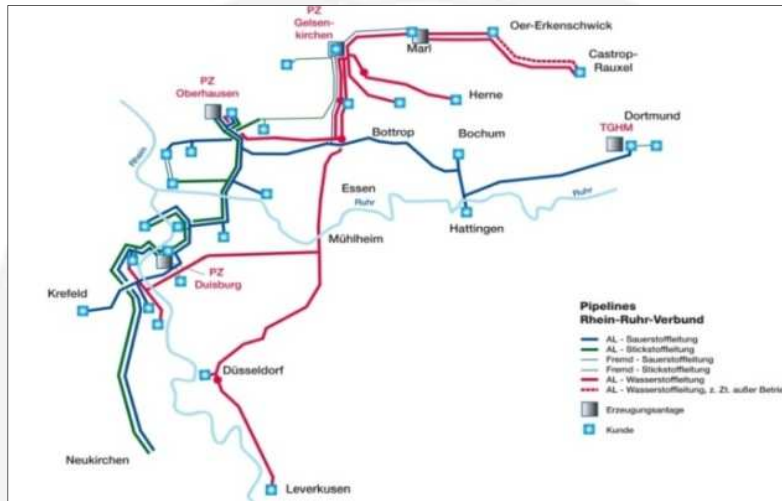 PZ
Gelsen-
kirchen
Marl
Oer-Erkenschwick
Castrop-
Rauxel
PZ
Oberhausen
Herne
Dortmund
TGHM
Bottrop
Bochum
Rhein
Essen
Ruhr
Ruhr
Hattingen
Mühlheim
PZ
Duisburg
Krefeld
Düsseldorf
Neukirchen
Leverkusen
Pipelines
Rhein-Ruhr-Verbund
AL - Sauerstoffleitung
AL - Stickstoffleitung
Fremd - Sauerstoffleitung
Fremd - Stickstoffleitung
AL - Wasserstoffleitung
AL - Wasserstoffleitung, z. Zt. außer Betrie
Erzeugungsanlage
Kunde